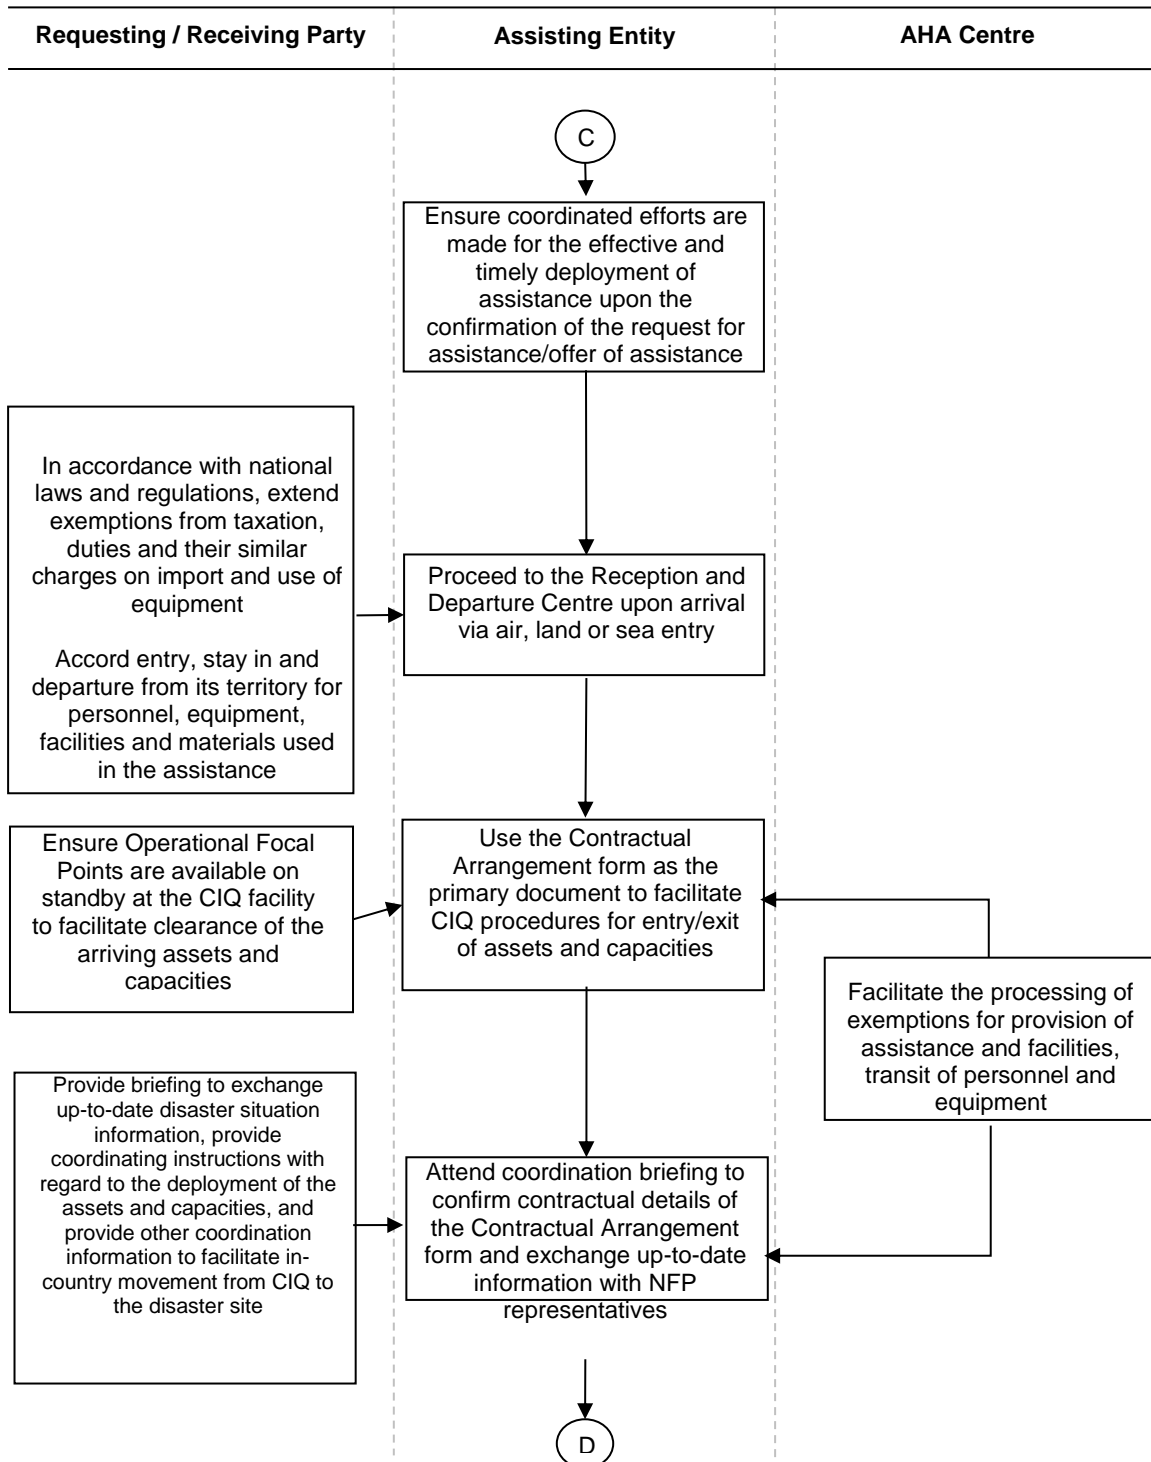 Requesting / Receiving Party
Assisting Entity
AHA Centre
C
Ensure coordinated efforts are
made for the effective and
timely deployment of
assistance upon the
confirmation of the request for
assistance/offer of assistance
In accordance with national
laws and regulations, extend
exemptions from taxation,
duties and their similar
charges on import and use of
equipment
Accord entry, stay in and
departure from its territory for
personnel, equipment,
facilities and materials used
in the assistance
Proceed to the Reception and
Departure Centre upon arrival
via air, land or sea entry
Ensure Operational Focal
Points are available on
standby at the CIQ facility
to facilitate clearance of the
arriving assets and
capacities
Use the Contractual
Arrangement form as the
primary document to facilitate
CIQ procedures for entry/exit
of assets and capacities
Facilitate the processing of
exemptions for provision of
assistance and facilities,
transit of personnel and
equipment
Provide briefing to exchange
up-to-date disaster situation
information, provide
coordinating instructions with
regard to the deployment of the
assets and capacities, and
provide other coordination
information to facilitate in-
country movement from CIQ to
the disaster site
Attend coordination briefing to
confirm contractual details of
the Contractual Arrangement
form and exchange up-to-date
information with NFP
representatives
D